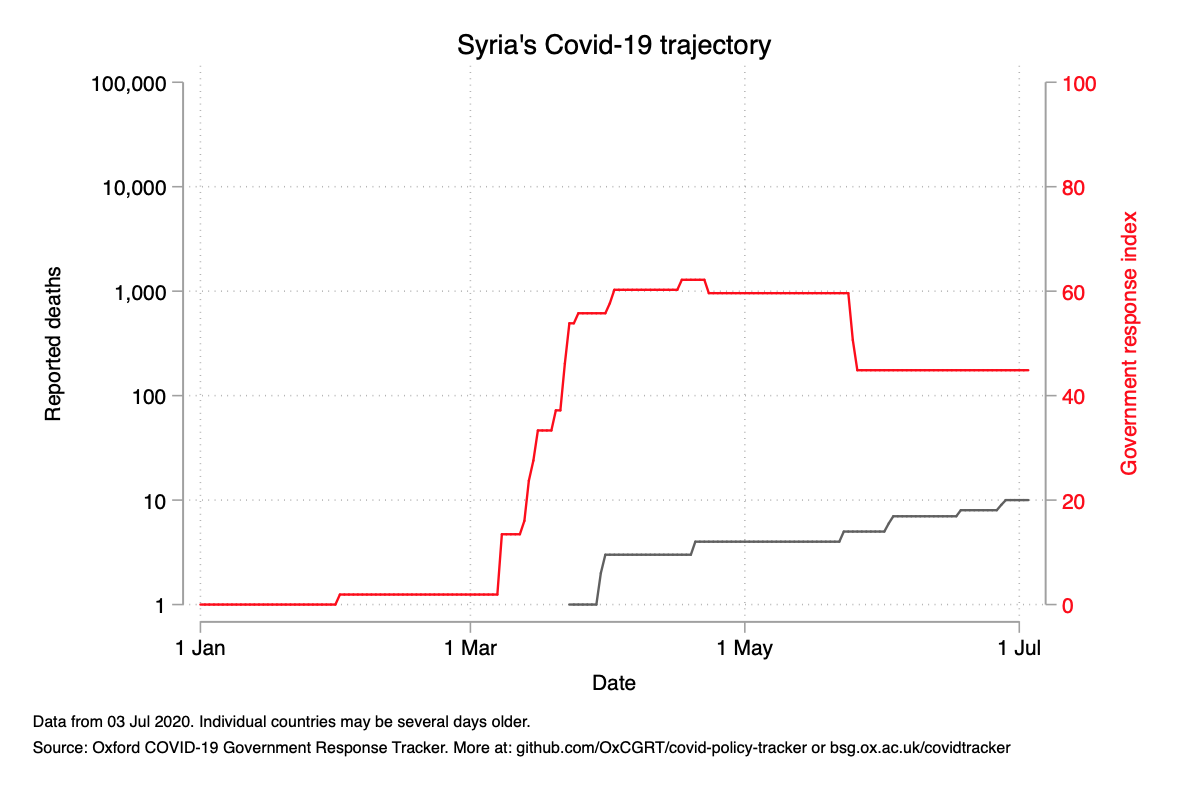 Syria's Covid-19 trajectory
100,000
10,000
1,000
100
10
1
Reported deaths
100
80
60
40
20
0
Government response index
1 Jan
1 Mar
1 May
1 Jul
Date
Data from 03 Jul 2020. Individual countries may be several days older.
Source: Oxford COVID-19 Government Response Tracker. More at: github.com/OxCGRT/covid-policy-tracker or bsg.ox.ac.uk/covidtracker